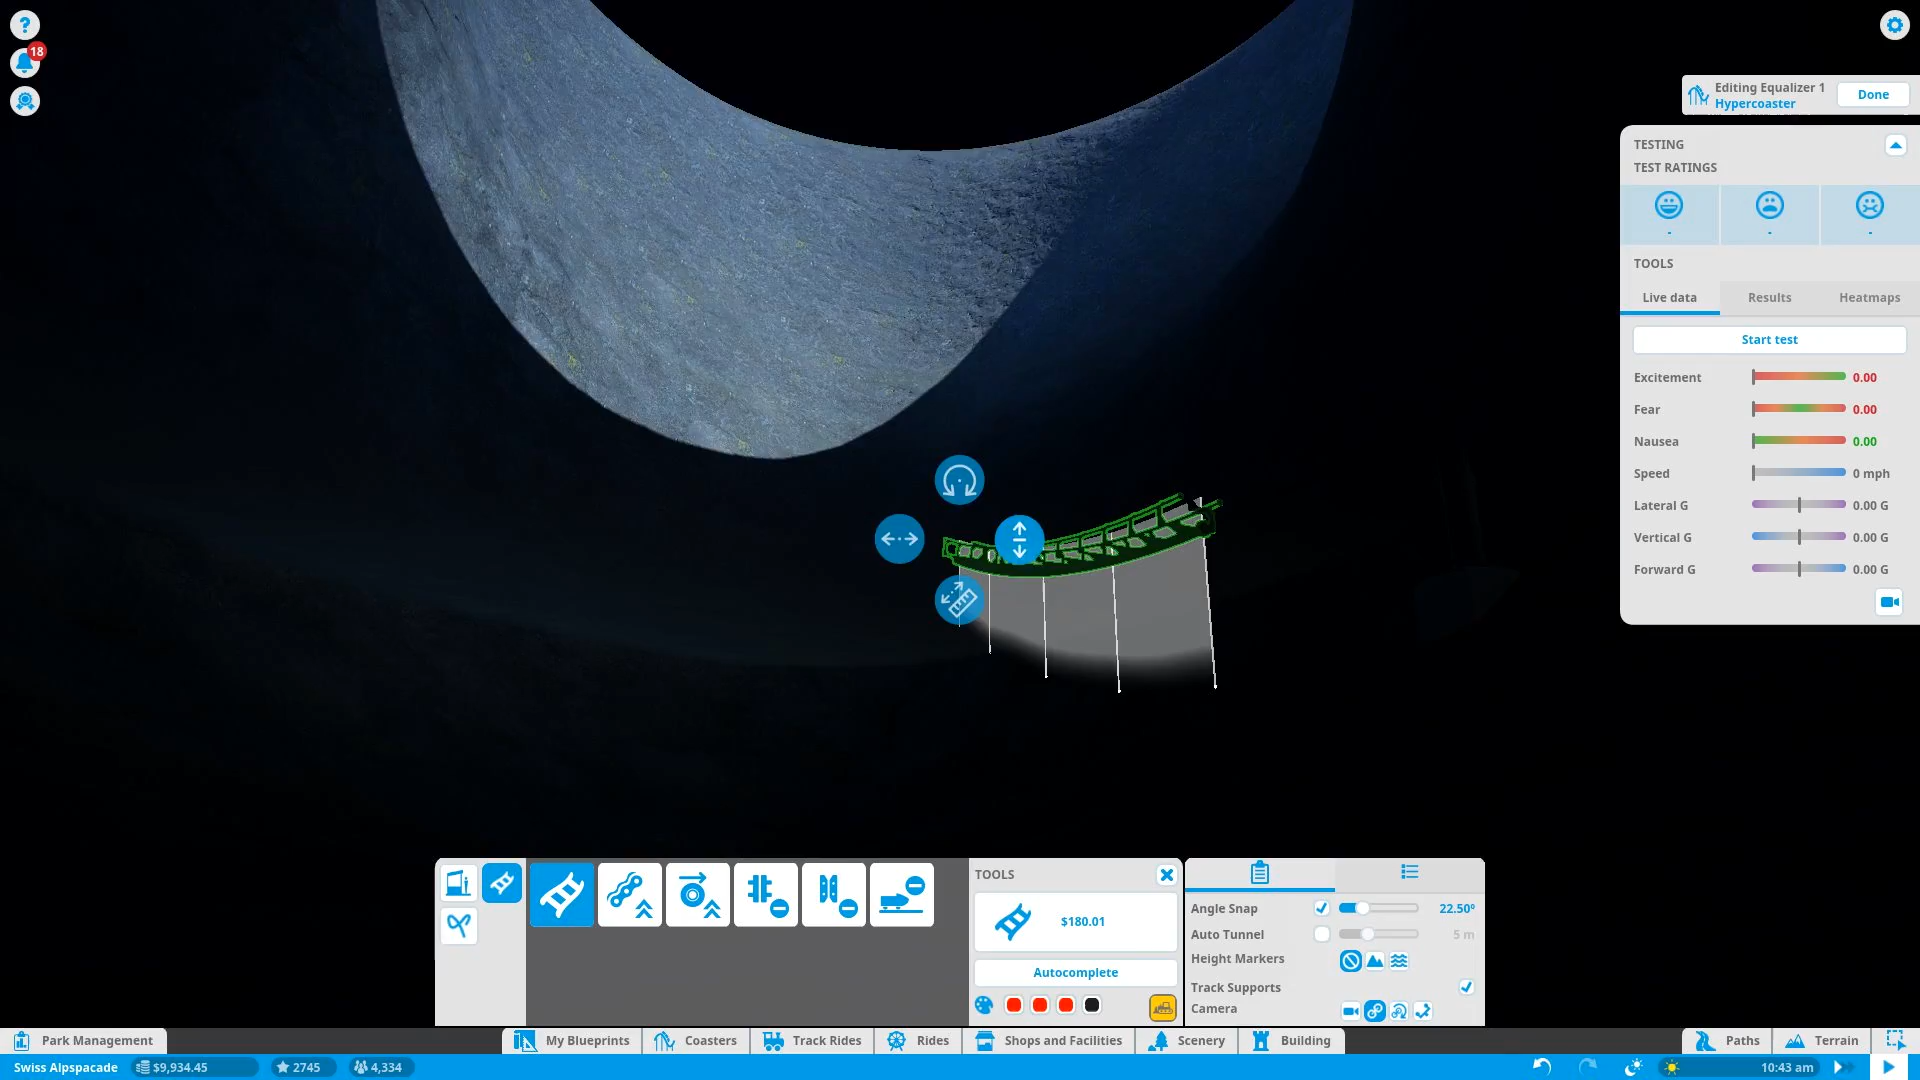 18
Editing Equalizer 1
Hypercoaster
Done
TESTING
TEST RATINGS
- - -
TOOLS
Live data Results Heatmaps
Start test
Excitement 0.00
Fear 0.00
Nausea 0.00
Speed 0 mph
Lateral G 0.00 G
Vertical G 0.00 G
Forward G 0.00 G
TOOLS
$180.01
Autocomplete
Angle Snap 22.50°
Auto Tunnel 5 m
Height Markers
Track Supports
Camera
Park Management My Blueprints Coasters Track Rides Rides Shops and Facilities Scenery Building Paths Terrain
Swiss Alpspacade $9,934.45 2745 4,334 10:43 am